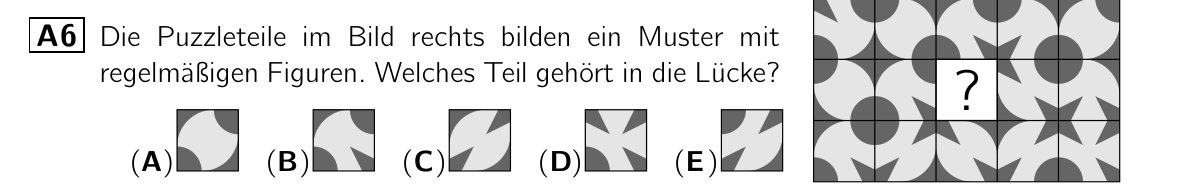 A6 Die Puzzleteile im Bild rechts bilden ein Muster mit
regelmäßigen Figuren. Welches Teil gehört in die Lücke?
?
(A) (B) (C) (D) (E)